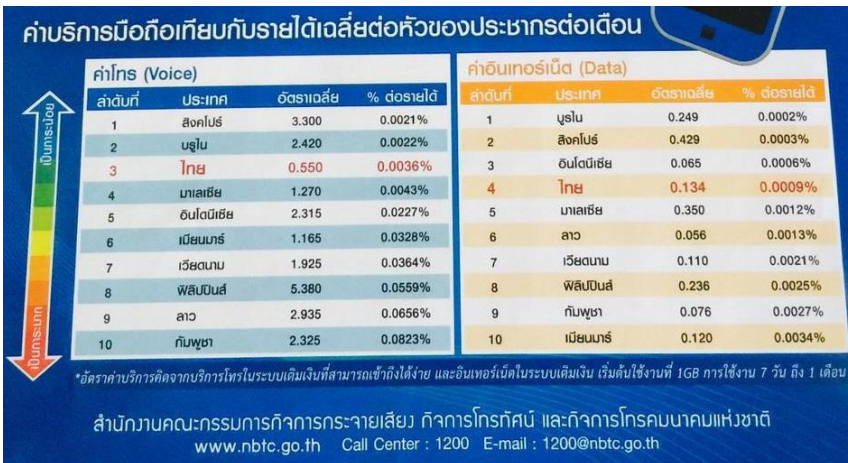 ค่าบริการมือถือเทียบกับรายได้เฉลี่ยต่อหัวของประชากรต่อเดือน
ค่าโทร (Voice)
ลำดับที่ ประเทศ อัตราเฉลี่ย % ต่อรายได้
1 สิงคโปร์ 3.300 0.0021%
2 บรูไน 2.420 0.0022%
3 ไทย 0.550 0.0036%
4 มาเลเซีย 1.270 0.0043%
5 อินโดนีเซีย 2.315 0.0227%
6 เมียนมาร์ 1.165 0.0328%
7 เวียดนาม 1.925 0.0364%
8 ฟิลิปปินส์ 5.380 0.0559%
9 ลาว 2.935 0.0656%
10 กัมพูชา 2.325 0.0823%
ค่าอินเทอร์เน็ต (Data)
ลำดับที่ ประเทศ อัตราเฉลี่ย % ต่อรายได้
1 บูรไน 0.249 0.0002%
2 สิงคโปร์ 0.429 0.0003%
3 อินโดนีเซีย 0.065 0.0006%
4 ไทย 0.134 0.0009%
5 มาเลเซีย 0.350 0.0012%
6 ลาว 0.056 0.0013%
7 เวียดนาม 0.110 0.0021%
8 ฟิลิปปินส์ 0.236 0.0025%
9 กัมพูชา 0.076 0.0027%
10 เมียนมาร์ 0.120 0.0034%
เป็นภาระน้อย
เป็นภาระมาก
*อัตราค่าบริการคิดจากบริการโทรในระบบเติมเงินที่สามารถเข้าถึงได้ง่าย และอินเทอร์เน็ตในระบบเติมเงิน เริ่มต้นใช้งานที่ 1GB การใช้งาน 7 วัน ถึง 1 เดือน
สำนักงานคณะกรรมการกิจการกระจายเสียง กิจการโทรทัศน์ และกิจการโทรคมนาคมแห่งชาติ
www.nbtc.go.th Call Center : 1200 E-mail : 1200@nbtc.go.th